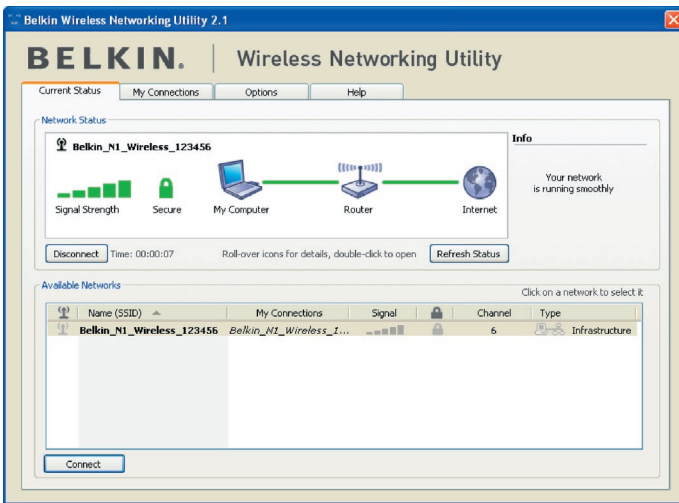 Belkin Wireless Networking Utility 2.1
BELKIN. Wireless Networking Utility
Current Status My Connections Options Help
Network Status
Belkin_N1_Wireless_123456
Signal Strength Secure My Computer Router Internet
Info
Your network
is running smoothly
Disconnect Time: 00:00:07 Roll-over icons for details, double-click to open Refresh Status
Available Networks
Click on a network to select it
Name (SSID) My Connections Signal Channel Type
Belkin_N1_Wireless_123456 Belkin_N1_Wireless_1... 6 Infrastructure
Connect